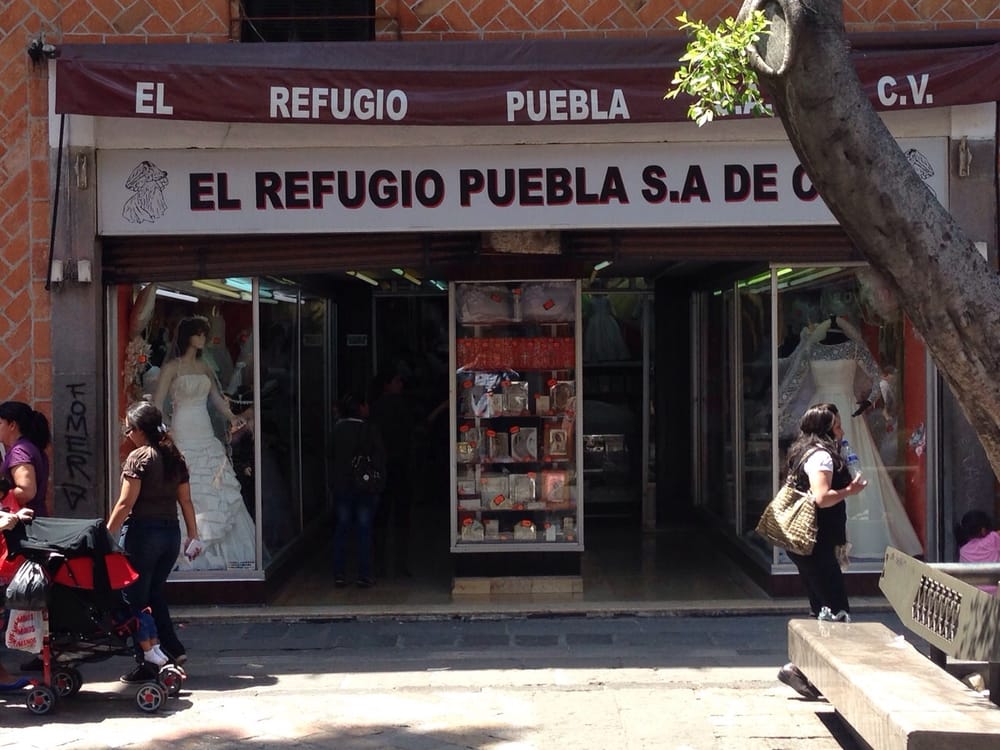 EL REFUGIO PUEBLA C.V.
EL REFUGIO PUEBLA S.A DE C